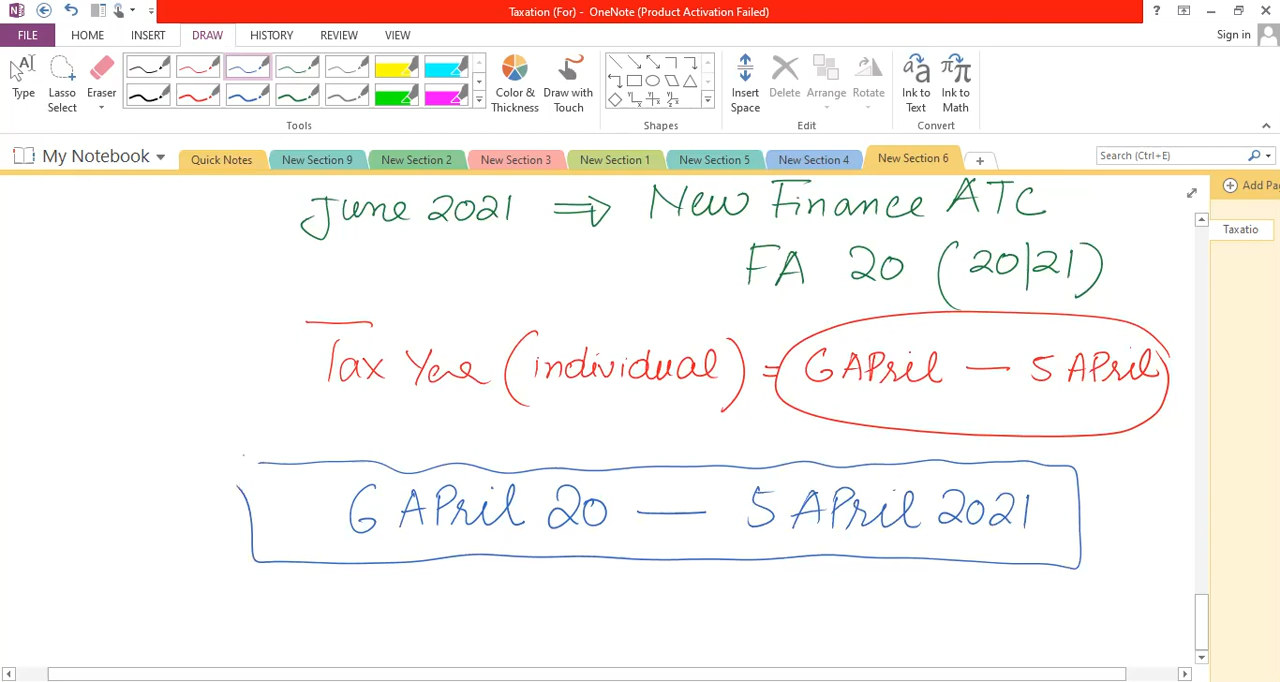 Taxation (For) - OneNote (Product Activation Failed)
FILE HOME INSERT DRAW HISTORY REVIEW VIEW Sign in
Type Lasso Select Eraser Color & Thickness Draw with Touch Insert Space Delete Arrange Rotate Ink to Text Ink to Math
Tools Shapes Edit Convert
My Notebook Quick Notes New Section 9 New Section 2 New Section 3 New Section 1 New Section 5 New Section 4 New Section 6 Search (Ctrl+E)
Add Pag
Taxatio
June 2021 ⇒ New Finance ATC
FA 20 (20/21)
Tax Year (individual) = 6 April — 5 April
6 April 20 — 5 April 2021